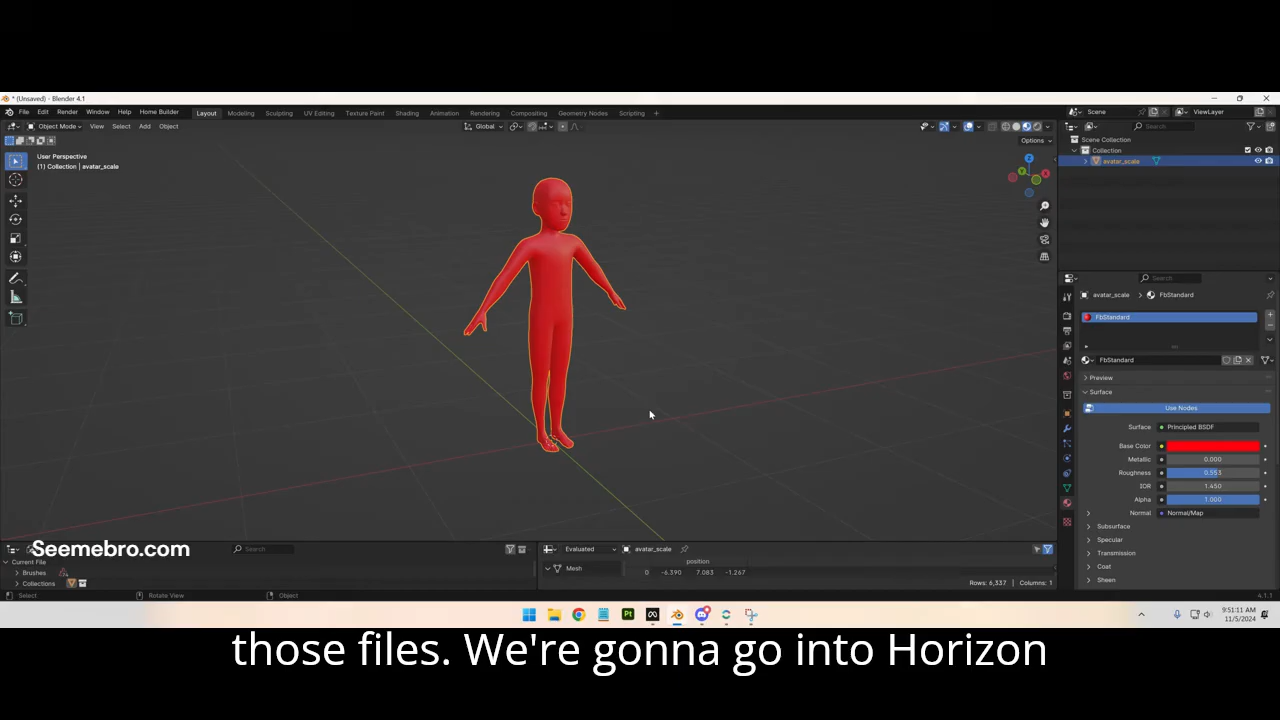 * (Unsaved) - Blender 4.1
File Edit Render Window Help Home Builder Layout Modeling Sculpting UV Editing Texture Paint Shading Animation Rendering Compositing Geometry Nodes Scripting + Scene ViewLayer
Object Mode View Select Add Object Global Search
Options
User Perspective
(1) Collection | avatar_scale
Z
X
Y
Scene Collection
Collection
avatar_scale
Search
avatar_scale > FbStandard
FbStandard
FbStandard
Preview
Surface
Use Nodes
Surface Principled BSDF
Base Color
Metallic 0.000
Roughness 0.553
IOR 1.450
Alpha 1.000
Normal Normal/Map
Subsurface
Specular
Transmission
Coat
Sheen
Seemebro.com
Search
Current File
Brushes
Collections
Evaluated avatar_scale
Mesh
position
0 -6.390 7.083 -1.267
Rows: 6,337 | Columns: 1
Select Rotate View Object 4.1.1
Pt
9:51:11 AM
11/5/2024
those files. We're gonna go into Horizon